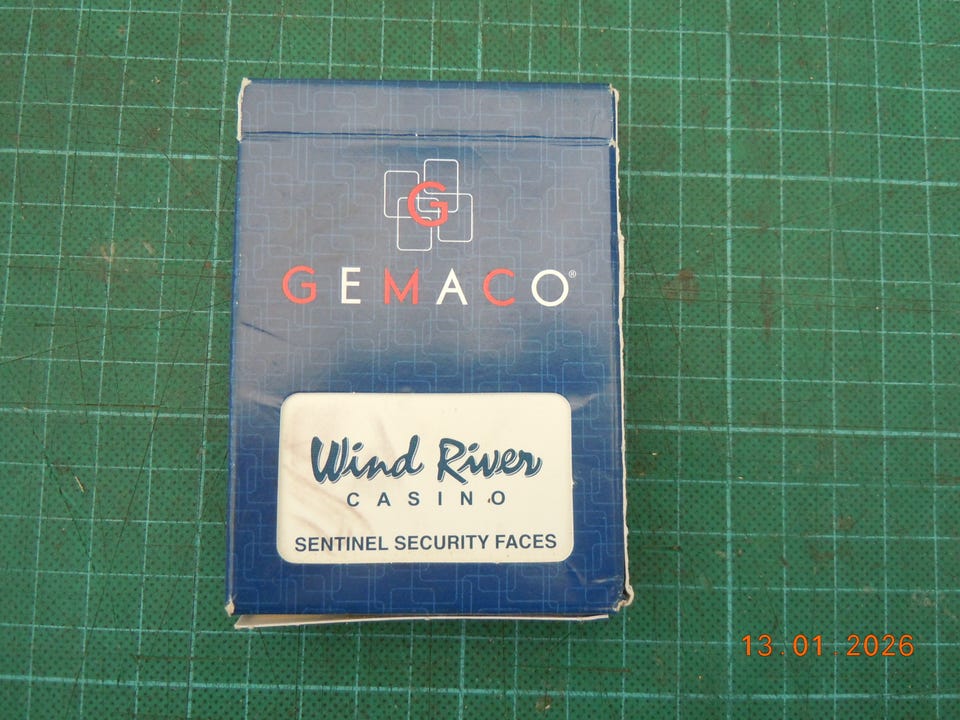 G
GEMACO®
Wind River
CASINO
SENTINEL SECURITY FACES
13.01.2026